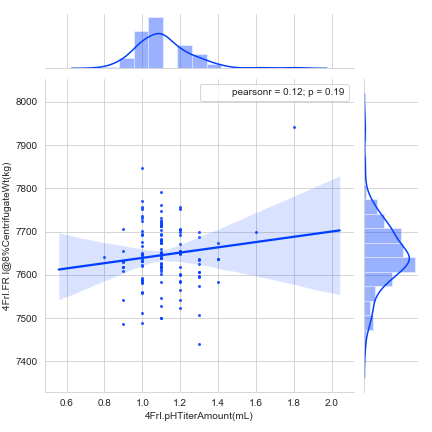 pearsonr = 0.12; p = 0.19
8000
7900
7800
7700
7600
7500
7400
4FrI.FR I@8%CentrifugateWt(kg)
0.6 0.8 1.0 1.2 1.4 1.6 1.8 2.0
4FrI.pHTiterAmount(mL)